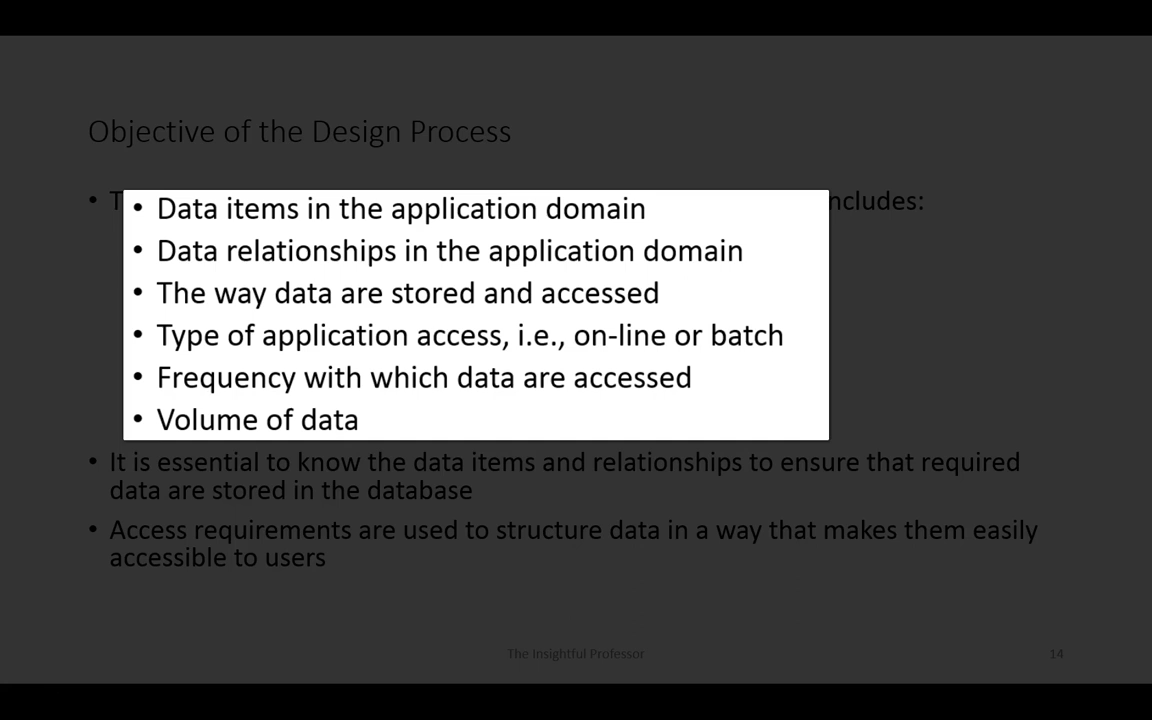 Objective of the Design Process
• T ncludes:
• Data items in the application domain
• Data relationships in the application domain
• The way data are stored and accessed
• Type of application access, i.e., on-line or batch
• Frequency with which data are accessed
• Volume of data
• It is essential to know the data items and relationships to ensure that required
data are stored in the database
• Access requirements are used to structure data in a way that makes them easily
accessible to users
The Insightful Professor
14